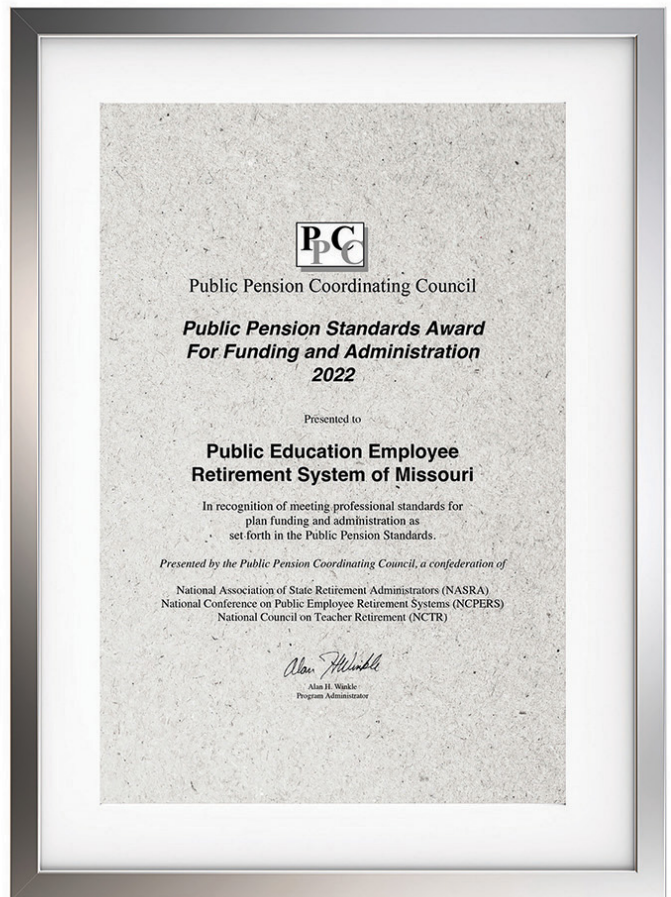 PPCC
Public Pension Coordinating Council
Public Pension Standards Award
For Funding and Administration
2022
Presented to
Public Education Employee
Retirement System of Missouri
In recognition of meeting professional standards for
plan funding and administration as
set forth in the Public Pension Standards.
Presented by the Public Pension Coordinating Council, a confederation of
National Association of State Retirement Administrators (NASRA)
National Conference on Public Employee Retirement Systems (NCPERS)
National Council on Teacher Retirement (NCTR)
Alan H Winkle
Alan H. Winkle
Program Administrator